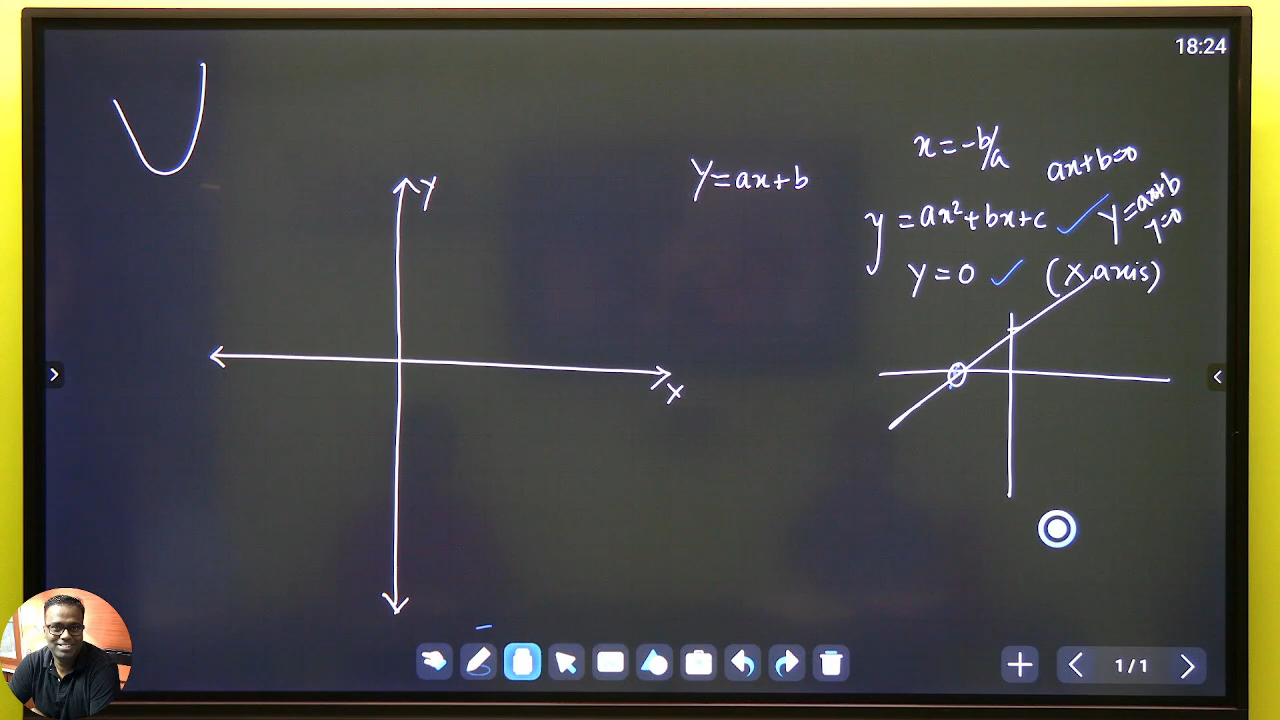 18:24
x = -b/a
ax+b=0
Y=ax+b
y = ax²+bx+c ✓
Y=ax+b
Y=0
Y=0 ✓ (X axis)
Y
X
1/1